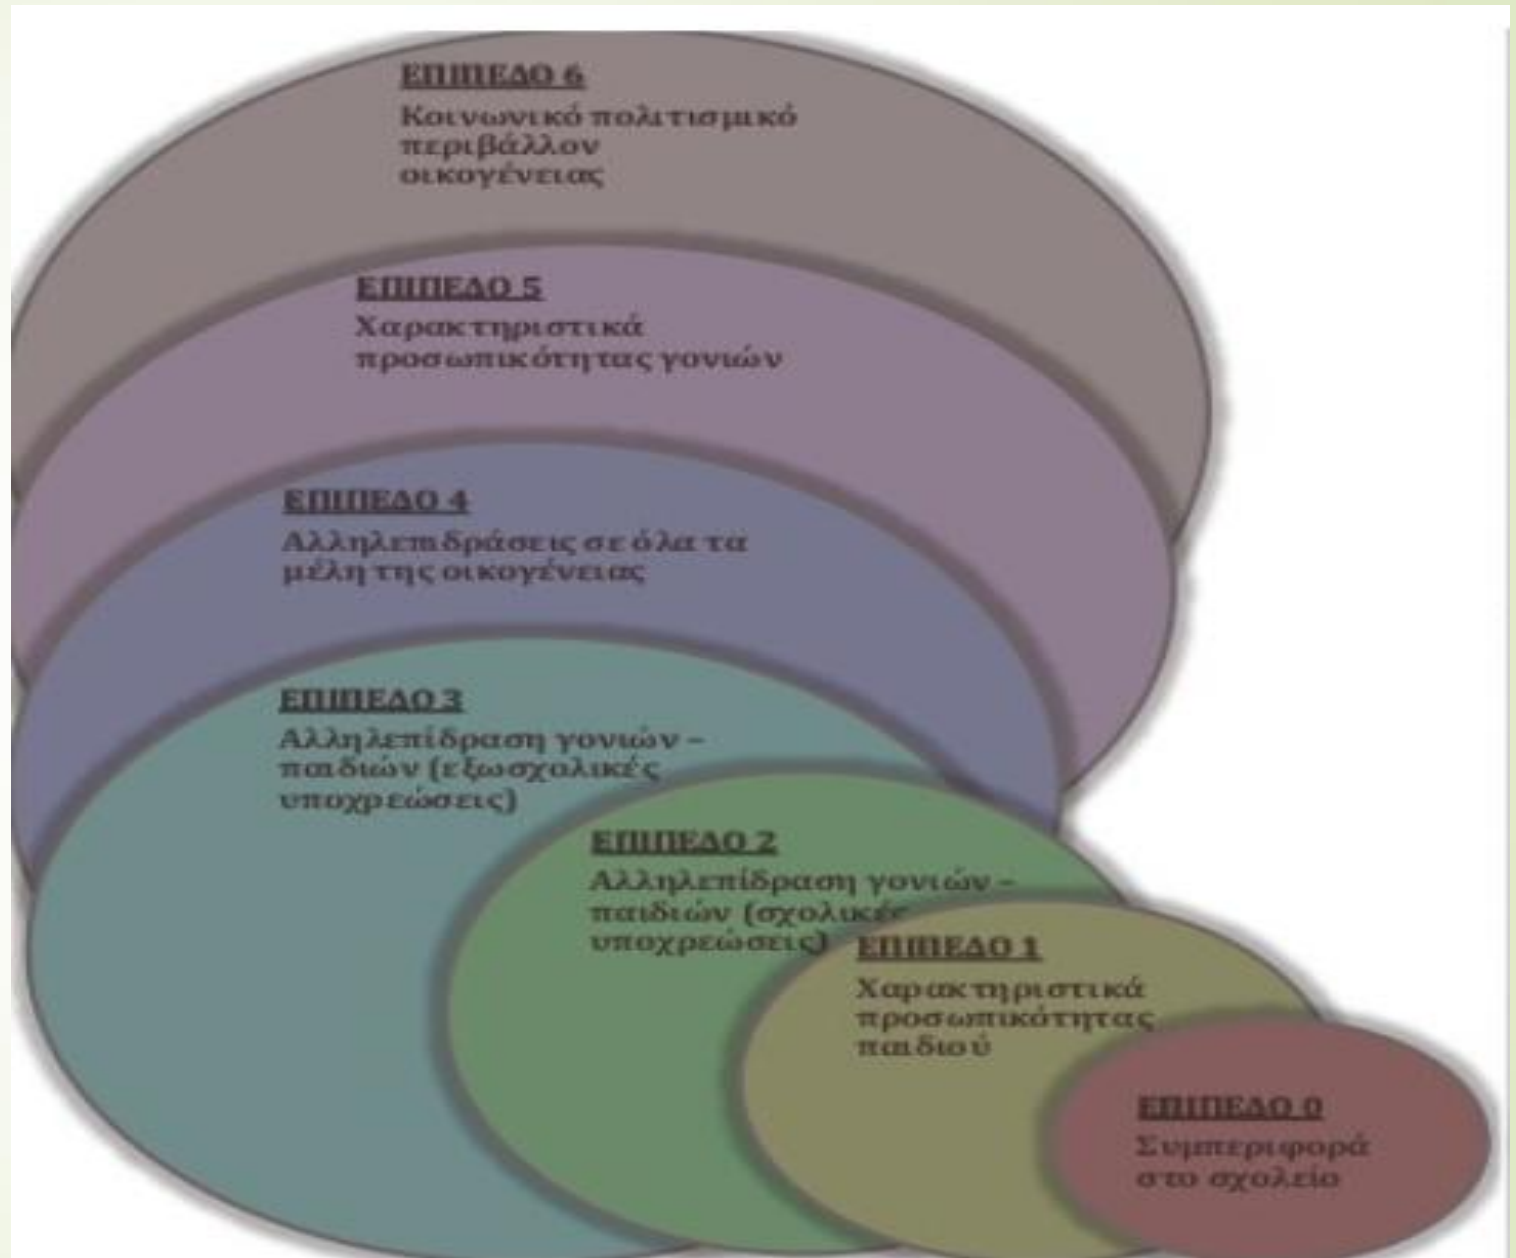 ΕΠΙΠΕΔΟ 6
Κοινωνικό πολιτισμικό
περιβάλλον
οικογένειας
ΕΠΙΠΕΔΟ 5
Χαρακτηριστικά
προσωπικότητας γονιών
ΕΠΙΠΕΔΟ 4
Αλληλεπιδράσεις σε όλα τα
μέλη της οικογένειας
ΕΠΙΠΕΔΟ 3
Αλληλεπίδραση γονιών –
παιδιών (εξωσχολικές
υποχρεώσεις)
ΕΠΙΠΕΔΟ 2
Αλληλεπίδραση γονιών –
παιδιών (σχολικές
υποχρεώσεις)
ΕΠΙΠΕΔΟ 1
Χαρακτηριστικά
προσωπικότητας
παιδιού
ΕΠΙΠΕΔΟ 0
Συμπεριφορά
στο σχολείο